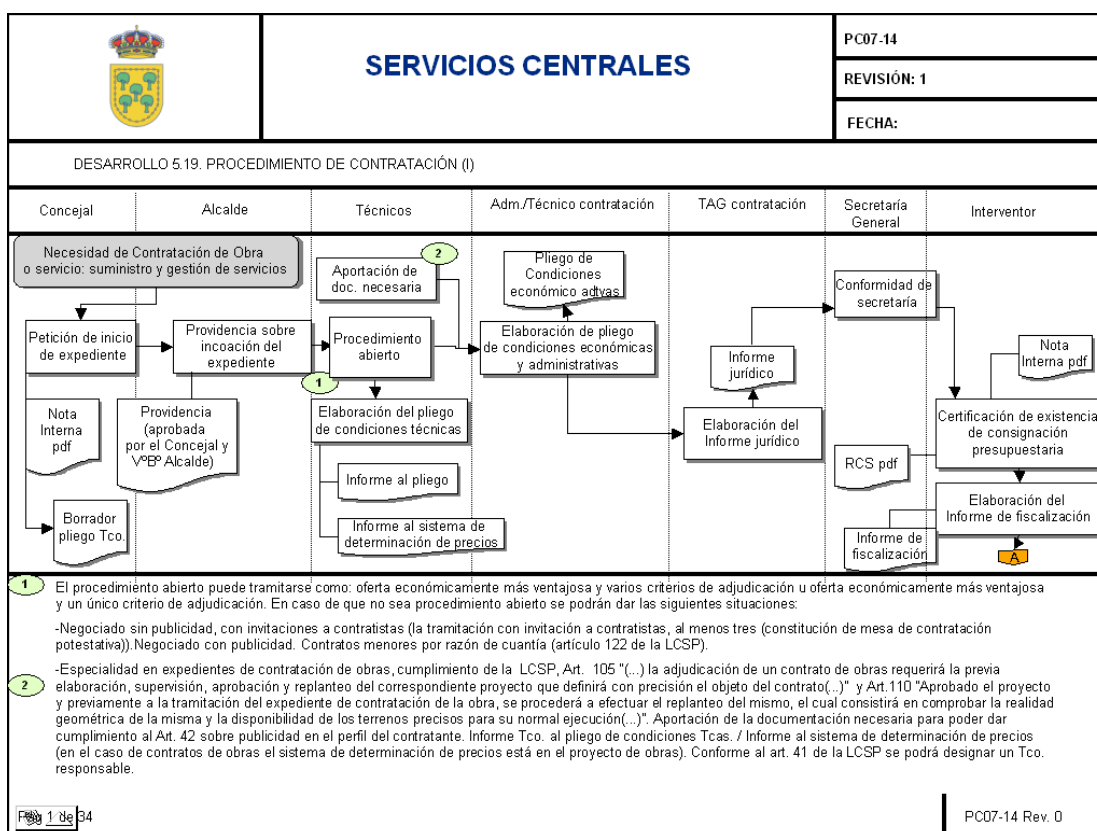 SERVICIOS CENTRALES
PC07-14
REVISIÓN: 1
FECHA:
DESARROLLO 5.19. PROCEDIMIENTO DE CONTRATACIÓN (I)
Concejal
Alcalde
Técnicos
Adm./Técnico contratación
TAG contratación
Secretaría
General
Interventor
Necesidad de Contratación de Obra
o servicio: suministro y gestión de servicios
2
Aportación de
doc. necesaria
Pliego de
Condiciones
económico adtvas
Conformidad de
secretaría
Petición de inicio
de expediente
Providencia sobre
incoación del
expediente
Procedimiento
abierto
Elaboración de pliego
de condiciones económicas
y administrativas
Informe
jurídico
Nota
Interna pdf
1
Nota
Interna
pdf
Providencia
(aprobada
por el Concejal y
VºBº Alcalde)
Elaboración del pliego
de condiciones técnicas
Elaboración del
Informe jurídico
Certificación de existencia
de consignación
presupuestaria
RCS pdf
Informe al pliego
Borrador
pliego Tco.
Informe al sistema de
determinación de precios
Elaboración del
Informe de fiscalización
Informe de
fiscalización
A
1
El procedimiento abierto puede tramitarse como: oferta económicamente más ventajosa y varios criterios de adjudicación u oferta económicamente más ventajosa
y un único criterio de adjudicación. En caso de que no sea procedimiento abierto se podrán dar las siguientes situaciones:
-Negociado sin publicidad, con invitaciones a contratistas (la tramitación con invitación a contratistas, al menos tres (constitución de mesa de contratación
potestativa)).Negociado con publicidad. Contratos menores por razón de cuantía (artículo 122 de la LCSP).
-Especialidad en expedientes de contratación de obras, cumplimiento de la LCSP, Art. 105 "(...) la adjudicación de un contrato de obras requerirá la previa
2
elaboración, supervisión, aprobación y replanteo del correspondiente proyecto que definirá con precisión el objeto del contrato(...)" y Art.110 "Aprobado el proyecto
y previamente a la tramitación del expediente de contratación de la obra, se procederá a efectuar el replanteo del mismo, el cual consistirá en comprobar la realidad
geométrica de la misma y la disponibilidad de los terrenos precisos para su normal ejecución(...)". Aportación de la documentación necesaria para poder dar
cumplimiento al Art. 42 sobre publicidad en el perfil del contratante. Informe Tco. al pliego de condiciones Tcas. / Informe al sistema de determinación de precios
(en el caso de contratos de obras el sistema de determinación de precios está en el proyecto de obras). Conforme al art. 41 de la LCSP se podrá designar un Tco.
responsable.
1 de 34
PC07-14 Rev. 0